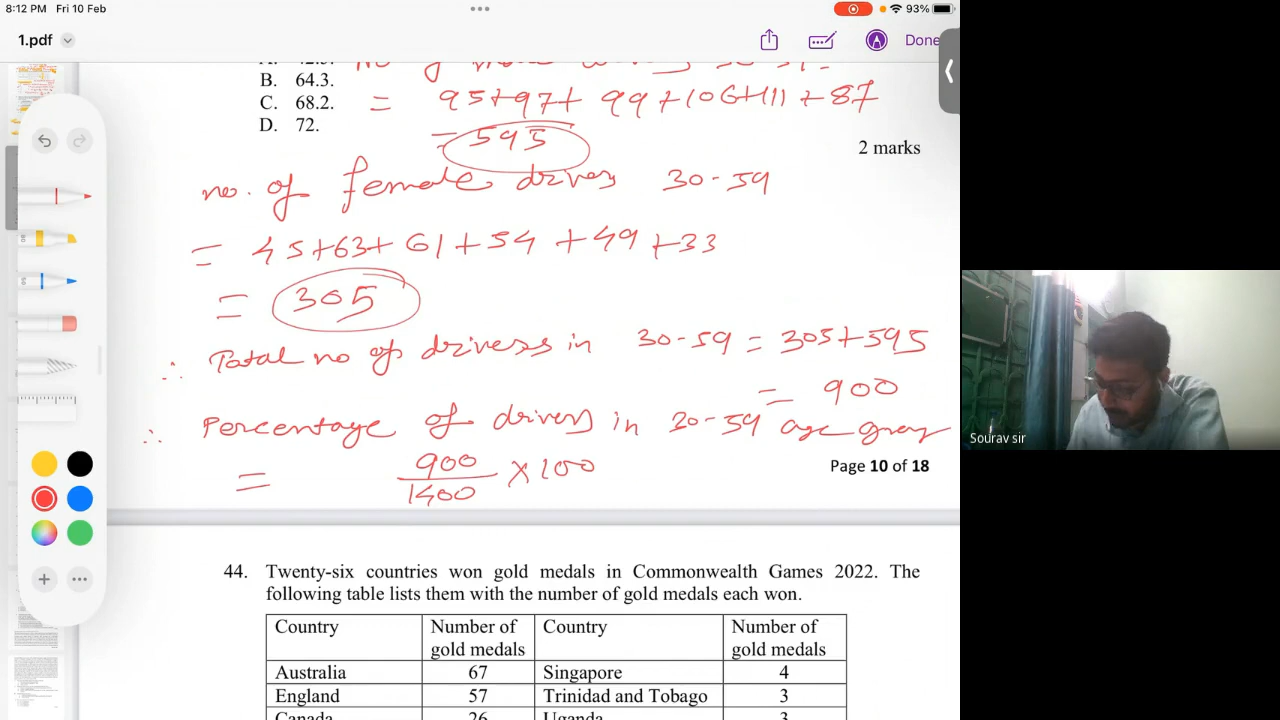 8:12 PM Fri 10 Feb
93%
1.pdf
Done
B. 64.3.
= 95+97+ 99+106+111+87
C. 68.2.
D. 72.
= 595
2 marks
no. of female drivers 30-59
= 45+63+61+54+49+33
= 305
∴ Total no of drivers in 30-59 = 305+595
= 900
∴ Percentage of drivers in 30-59 age group
= 900/1400 ×100
Page 10 of 18
44. Twenty-six countries won gold medals in Commonwealth Games 2022. The
following table lists them with the number of gold medals each won.
Country Number of gold medals Country Number of gold medals
Australia 67 Singapore 4
England 57 Trinidad and Tobago 3
Canada 26 Uganda 3
Sourav sir